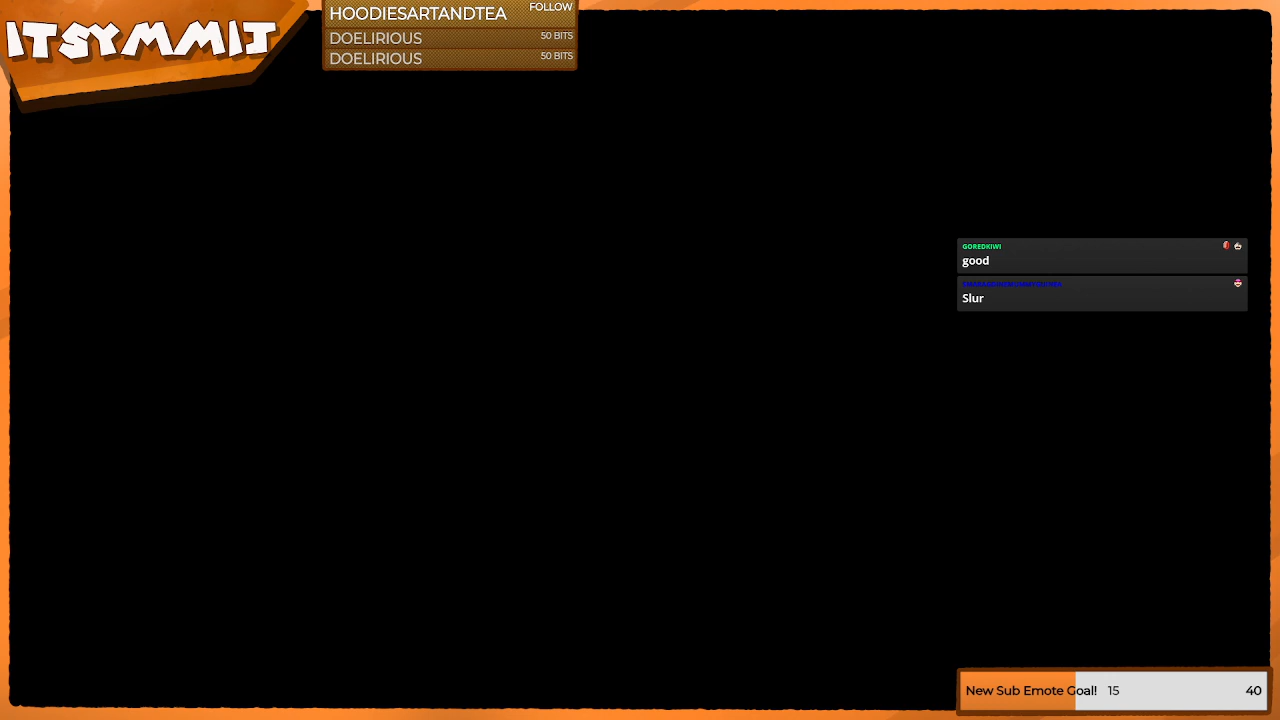 ITSYMMIJ
HOODIESARTANDTEA FOLLOW
DOELIRIOUS 50 BITS
DOELIRIOUS 50 BITS
GOREDKIWI
good
Slur
New Sub Emote Goal! 15 40